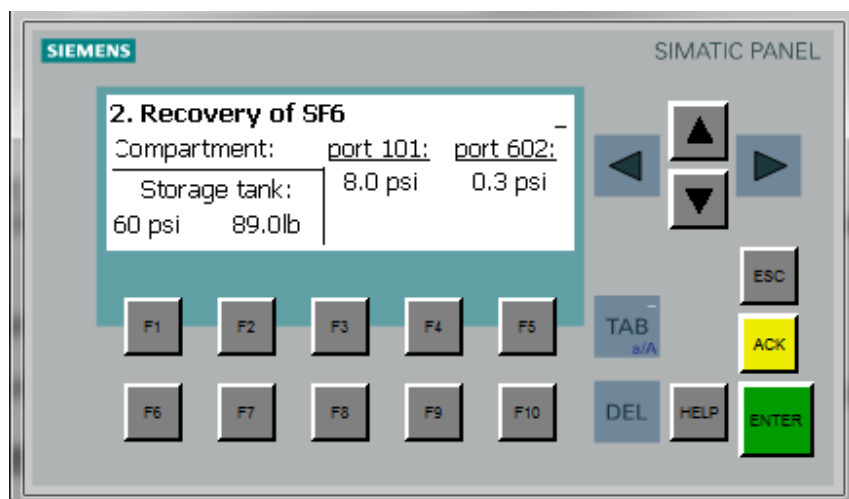 SIEMENS
SIMATIC PANEL
2. Recovery of SF6 _
Compartment: port 101: port 602:
Storage tank: 8.0 psi 0.3 psi
60 psi 89.0lb
ESC
F1 F2 F3 F4 F5 TAB a/A ACK
F6 F7 F8 F9 F10 DEL HELP ENTER